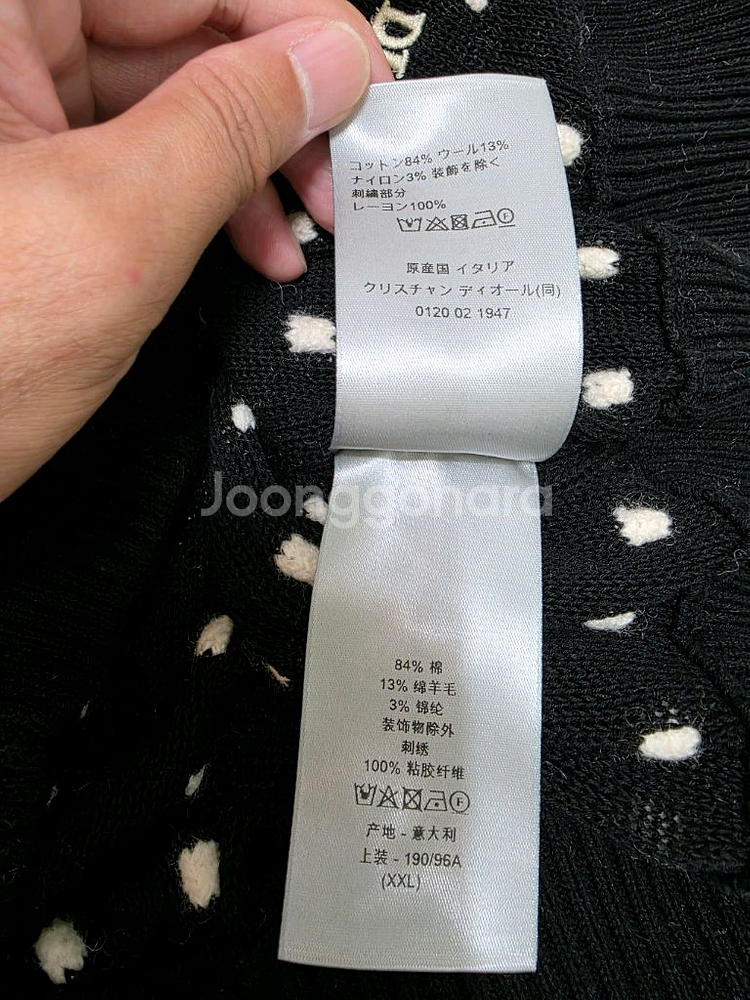 コットン84% ウール13%
ナイロン3% 装飾を除く
刺繍部分
レーヨン100%
原産国 イタリア
クリスチャン ディオール(同)
0120 02 1947
Joonggonara
84% 棉
13% 绵羊毛
3% 锦纶
装饰物除外
刺绣
100% 粘胶纤维
产地 - 意大利
上装 - 190/96A
(XXL)